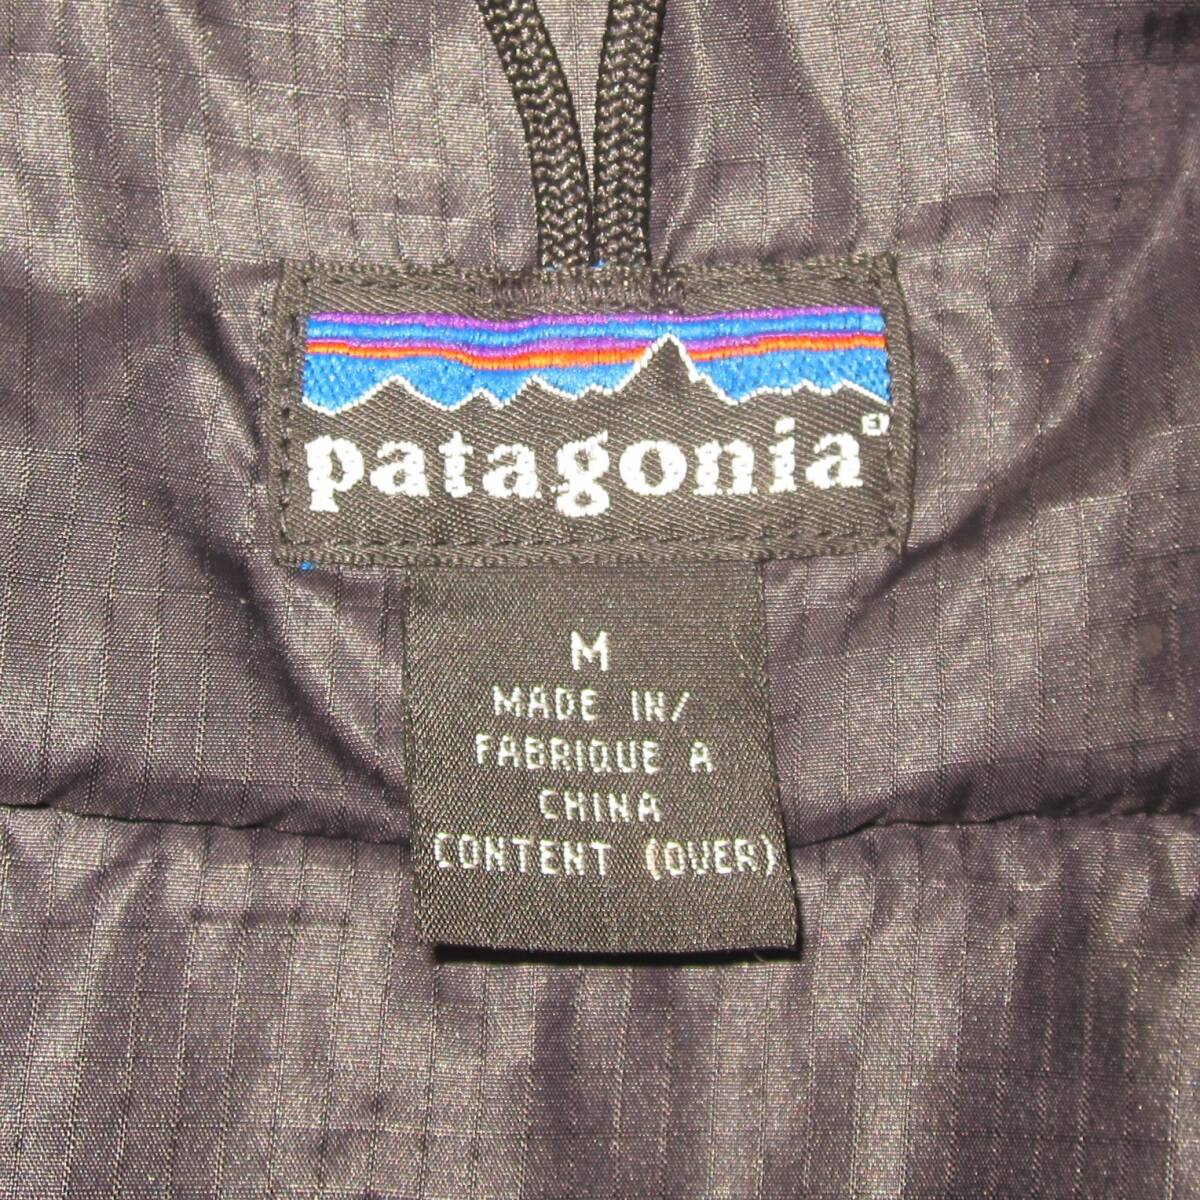 patagonia
M
MADE IN/
FABRIQUE A
CHINA
CONTENT (OVER)